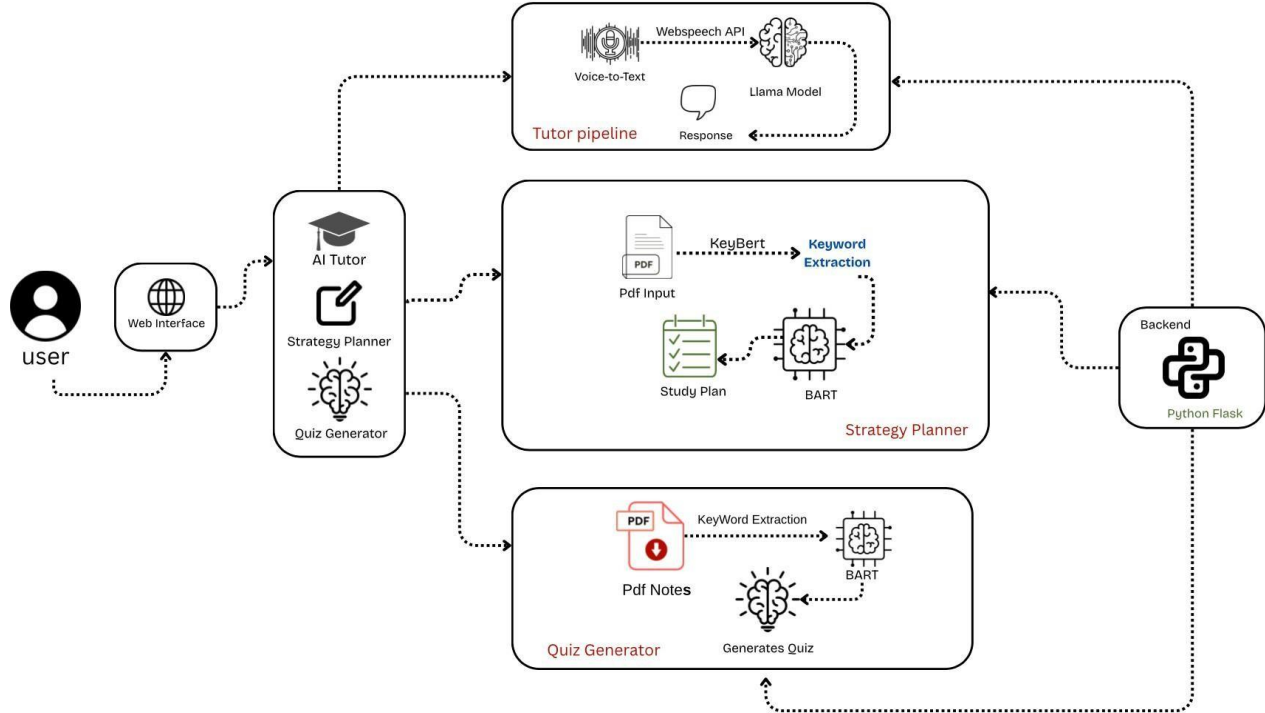 Webspeech API
Voice-to-Text
Llama Model
Response
Tutor pipeline
user
Web Interface
AI Tutor
Strategy Planner
Quiz Generator
PDF
Pdf Input
KeyBert
Keyword
Extraction
Study Plan
BART
Strategy Planner
PDF
Pdf Notes
KeyWord Extraction
BART
Generates Quiz
Quiz Generator
Backend
Python Flask